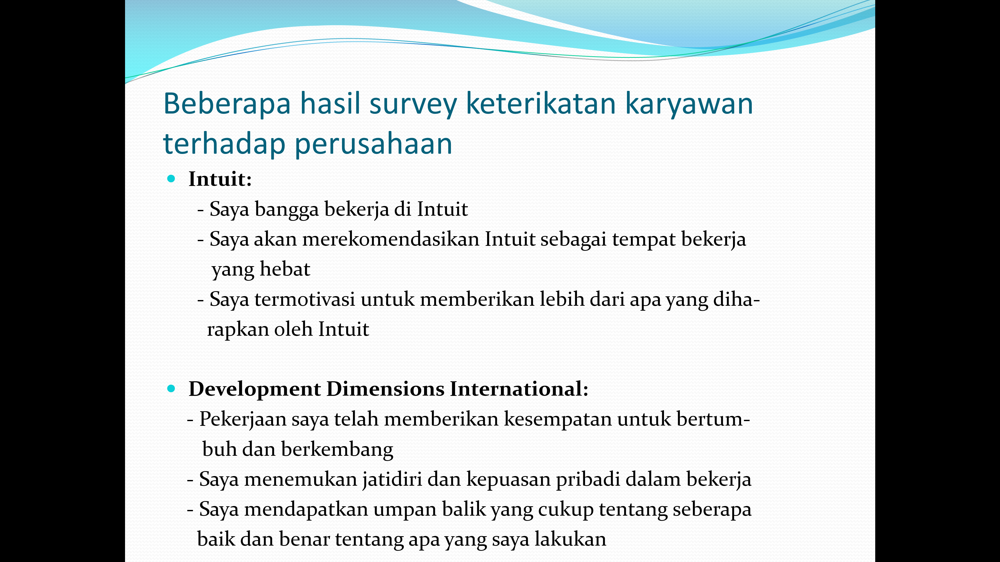 Beberapa hasil survey keterikatan karyawan
terhadap perusahaan
• Intuit:
- Saya bangga bekerja di Intuit
- Saya akan merekomendasikan Intuit sebagai tempat bekerja
yang hebat
- Saya termotivasi untuk memberikan lebih dari apa yang diha-
rapkan oleh Intuit
• Development Dimensions International:
- Pekerjaan saya telah memberikan kesempatan untuk bertum-
buh dan berkembang
- Saya menemukan jatidiri dan kepuasan pribadi dalam bekerja
- Saya mendapatkan umpan balik yang cukup tentang seberapa
baik dan benar tentang apa yang saya lakukan